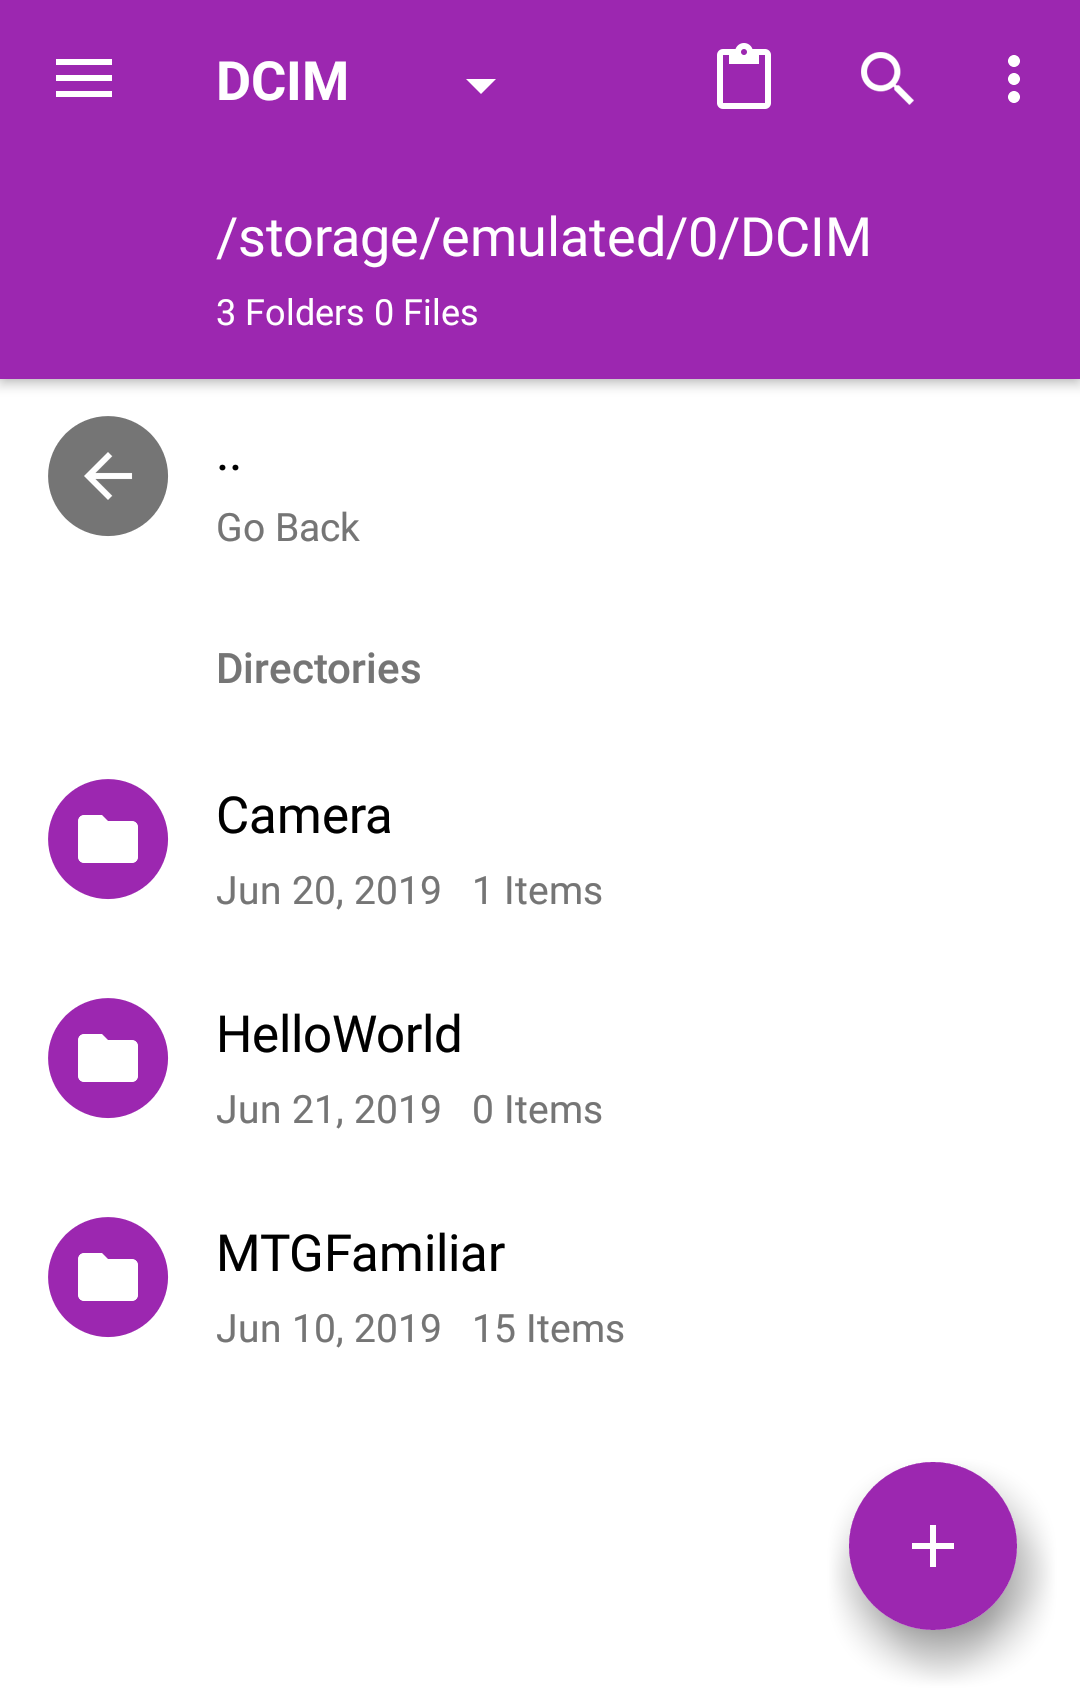 DCIM
/storage/emulated/0/DCIM
3 Folders 0 Files
..
Go Back
Directories
Camera
Jun 20, 2019 1 Items
HelloWorld
Jun 21, 2019 0 Items
MTGFamiliar
Jun 10, 2019 15 Items